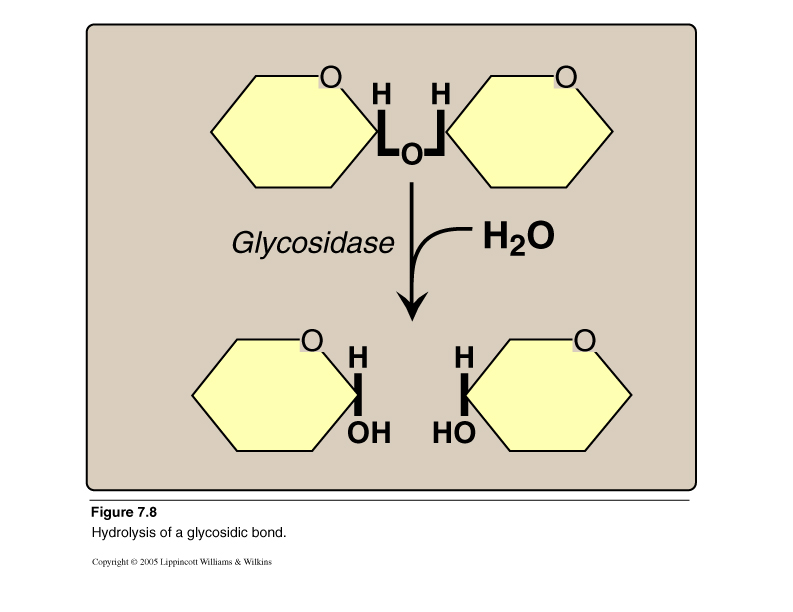 O O
H H
O
Glycosidase H₂O
O O
H H
OH HO
Figure 7.8
Hydrolysis of a glycosidic bond.
Copyright © 2005 Lippincott Williams & Wilkins